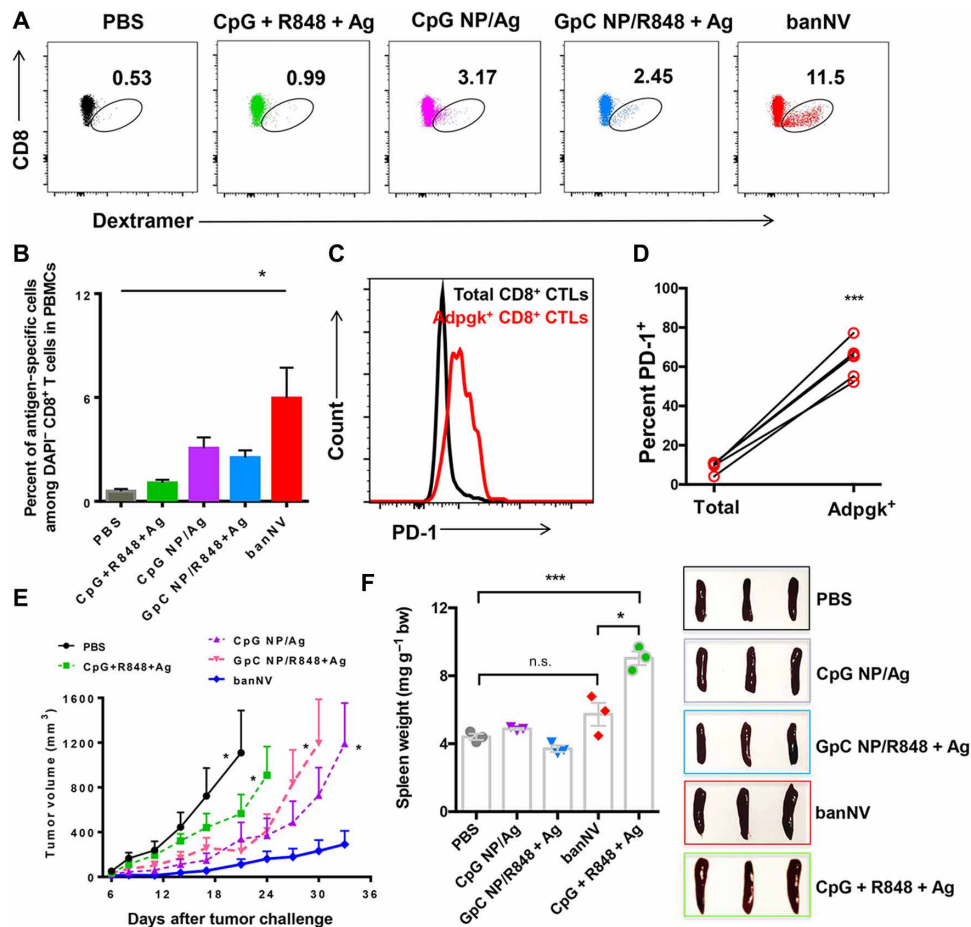 A
PBS
CpG + R848 + Ag
CpG NP/Ag
GpC NP/R848 + Ag
banNV
CD8
0.53
0.99
3.17
2.45
11.5
Dextramer
B
Percent of antigen–specific cells
among DAPI⁻ CD8⁺ T cells in PBMCs
*
12
6
0
PBS
CpG+R848+Ag
CpG NP/Ag
GpC NP/R848+Ag
banNV
C
Total CD8⁺ CTLs
Adpgk⁺ CD8⁺ CTLs
Count
PD-1
D
***
Percent PD-1⁺
100
80
60
40
20
0
Total
Adpgk⁺
E
PBS
CpG+R848+Ag
CpG NP/Ag
GpC NP/R848+Ag
banNV
Tumor volume (mm³)
1600
1200
800
400
0
*
*
*
*
6
12
18
24
30
36
Days after tumor challenge
F
***
*
n.s.
Spleen weight (mg g⁻¹ bw)
12
8
4
0
PBS
CpG NP/Ag
GpC NP/R848 + Ag
banNV
CpG + R848 + Ag
PBS
CpG NP/Ag
GpC NP/R848 + Ag
banNV
CpG + R848 + Ag